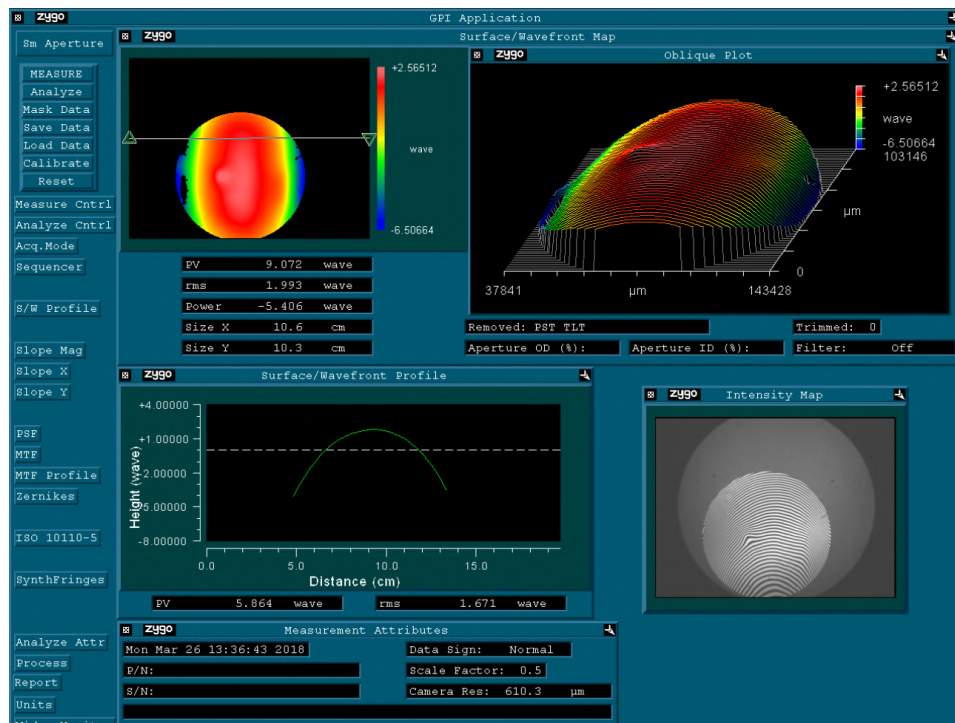 zygo GPI Application
Sm Aperture
MEASURE
Analyze
Mask Data
Save Data
Load Data
Calibrate
Reset
Measure Cntrl
Analyze Cntrl
Acq.Mode
Sequencer
S/W Profile
Slope Mag
Slope X
Slope Y
PSF
MTF
MTF Profile
Zernikes
ISO 10110-5
SynthFringes
Analyze Attr
Process
Report
Units
zygo Surface/Wavefront Map
+2.56512
wave
-6.50664
PV 9.072 wave
rms 1.993 wave
Power -5.406 wave
Size X 10.6 cm
Size Y 10.3 cm
zygo Oblique Plot
+2.56512
wave
-6.50664
103146
µm
0
37841 µm 143428
Removed: PST TLT Trimmed: 0
Aperture OD (%): Aperture ID (%): Filter: Off
zygo Surface/Wavefront Profile
+4.00000
+1.00000
-2.00000
-5.00000
-8.00000
Height (wave)
0.0 5.0 10.0 15.0
Distance (cm)
PV 5.864 wave rms 1.671 wave
zygo Intensity Map
zygo Measurement Attributes
Mon Mar 26 13:36:43 2018 Data Sign: Normal
P/N: Scale Factor: 0.5
S/N: Camera Res: 610.3 µm